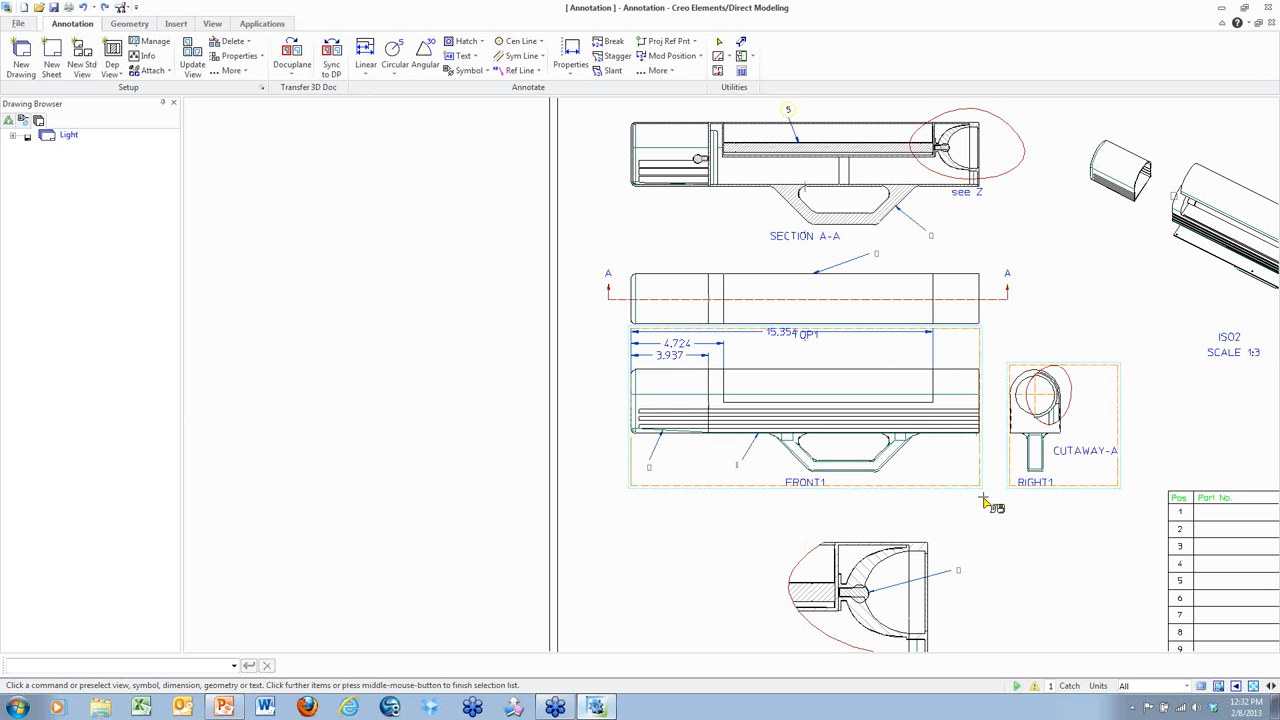 [ Annotation ] - Annotation - Creo Elements/Direct Modeling
File
Annotation
Geometry
Insert
View
Applications
New Drawing
New Sheet
New Std View
Dep View
Manage
Info
Attach
Update View
Delete
Properties
More
Setup
Docuplane
Sync to DP
Transfer 3D Doc
Linear
Circular
Angular
Hatch
Text
Symbol
Cen Line
Sym Line
Ref Line
Annotate
Properties
Break
Stagger
Slant
Proj Ref Pnt
Mod Position
More
Utilities
Drawing Browser
Light
5
see Z
SECTION A-A
A
A
15.354
TOP1
4.724
3.937
FRONT1
CUTAWAY-A
RIGHT1
ISO2
SCALE 1:3
Pos Part No.
1
2
3
4
5
6
7
8
9
Click a command or preselect view, symbol, dimension, geometry or text. Click further items or press middle-mouse-button to finish selection list.
1 Catch Units All
12:32 PM
2/8/2013